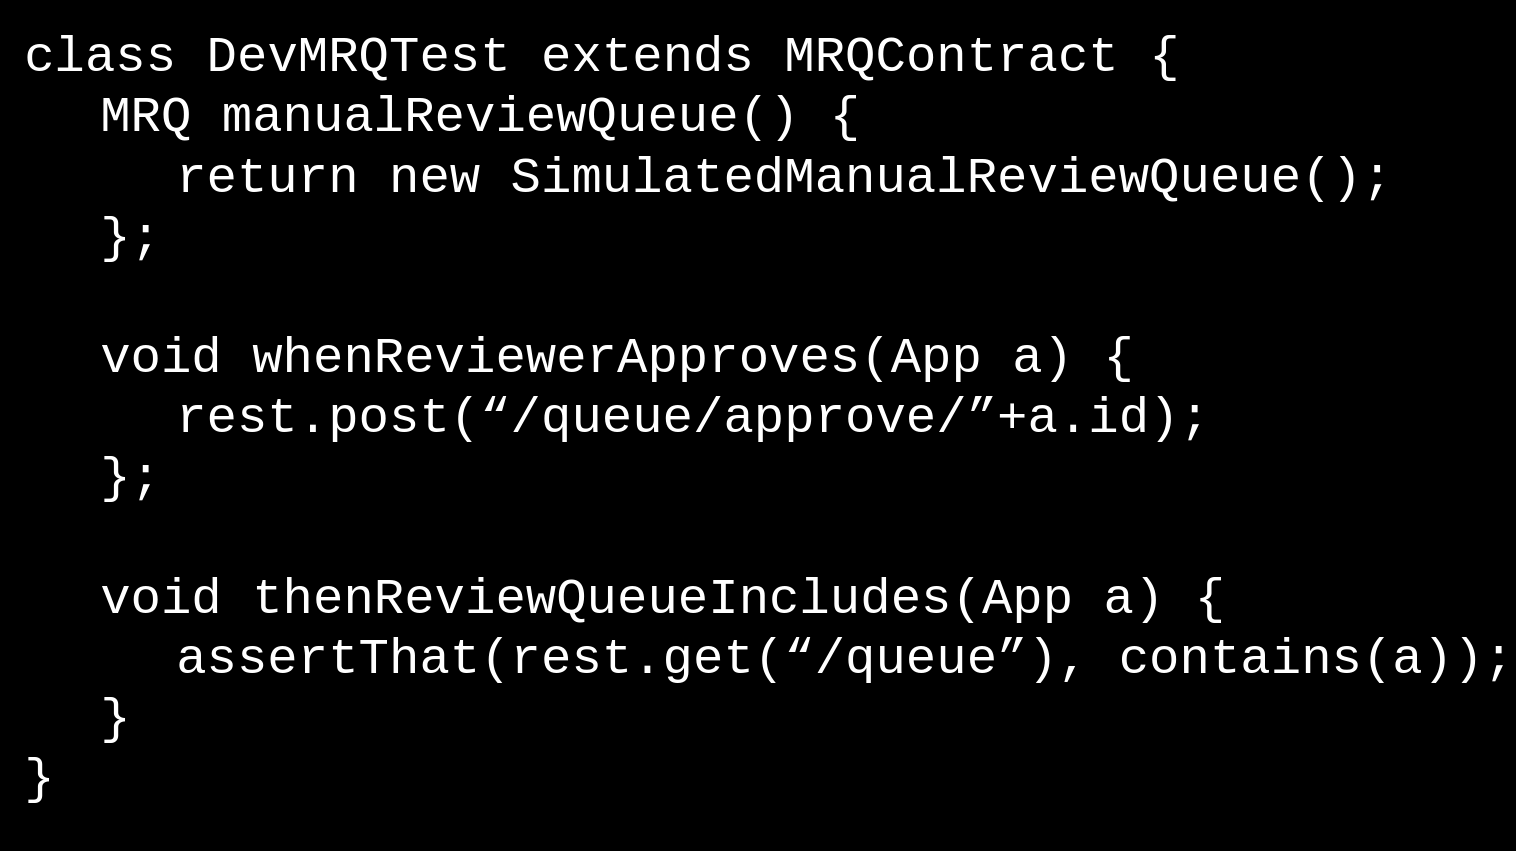 class DevMRQTest extends MRQContract {
MRQ manualReviewQueue() {
return new SimulatedManualReviewQueue();
};
void whenReviewerApproves(App a) {
rest.post(“/queue/approve/”+a.id);
};
void thenReviewQueueIncludes(App a) {
assertThat(rest.get(“/queue”), contains(a));
}
}